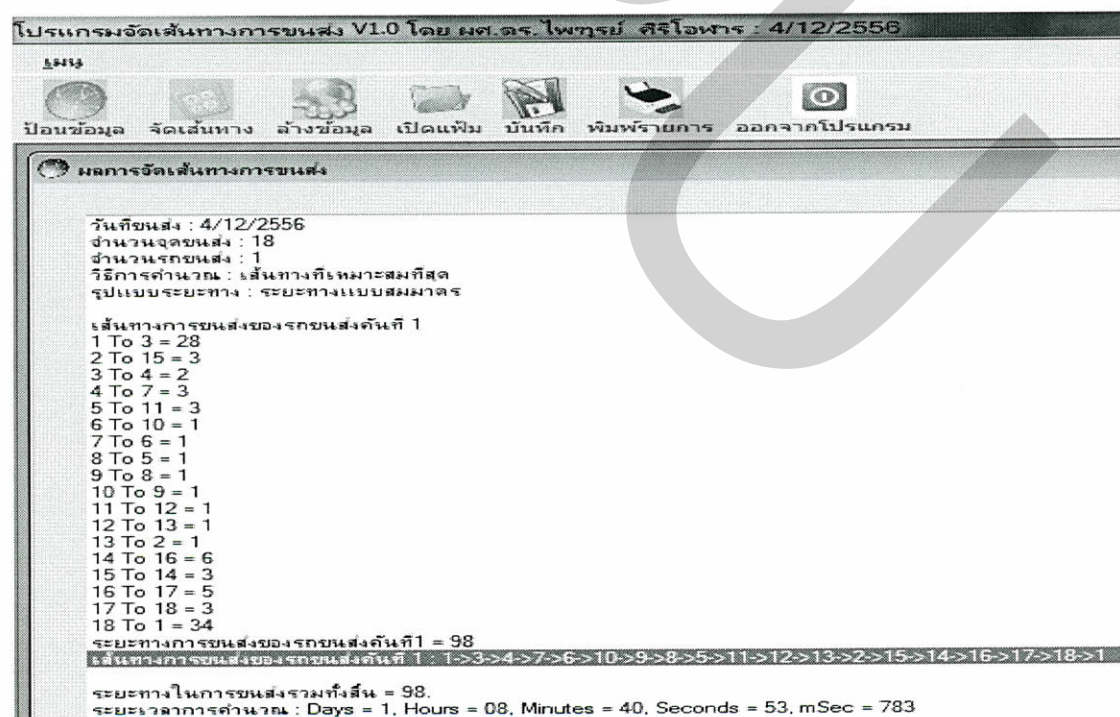 โปรแกรมจัดเส้นทางการขนส่ง V1.0 โดย ผศ.ดร.ไพฑูรย์ ศิริโอฬาร : 4/12/2556
เมนู
ป้อนข้อมูล จัดเส้นทาง ล้างข้อมูล เปิดแฟ้ม บันทึก พิมพ์รายการ ออกจากโปรแกรม
ผลการจัดเส้นทางการขนส่ง
วันที่ขนส่ง : 4/12/2556
จำนวนจุดขนส่ง : 18
จำนวนรถขนส่ง : 1
วิธีการคำนวณ : เส้นทางที่เหมาะสมที่สุด
รูปแบบระยะทาง : ระยะทางแบบสมมาตร
เส้นทางการขนส่งของรถขนส่งคันที่ 1
1 To 3 = 28
2 To 15 = 3
3 To 4 = 2
4 To 7 = 3
5 To 11 = 3
6 To 10 = 1
7 To 6 = 1
8 To 5 = 1
9 To 8 = 1
10 To 9 = 1
11 To 12 = 1
12 To 13 = 1
13 To 2 = 1
14 To 16 = 6
15 To 14 = 3
16 To 17 = 5
17 To 18 = 3
18 To 1 = 34
ระยะทางการขนส่งของรถขนส่งคันที่1 = 98
เส้นทางการขนส่งของรถขนส่งคันที่ 1 : 1->3->4->7->6->10->9->8->5->11->12->13->2->15->14->16->17->18->1
ระยะทางในการขนส่งรวมทั้งสิ้น = 98.
ระยะเวลาการคำนวณ : Days = 1, Hours = 08, Minutes = 40, Seconds = 53, mSec = 783